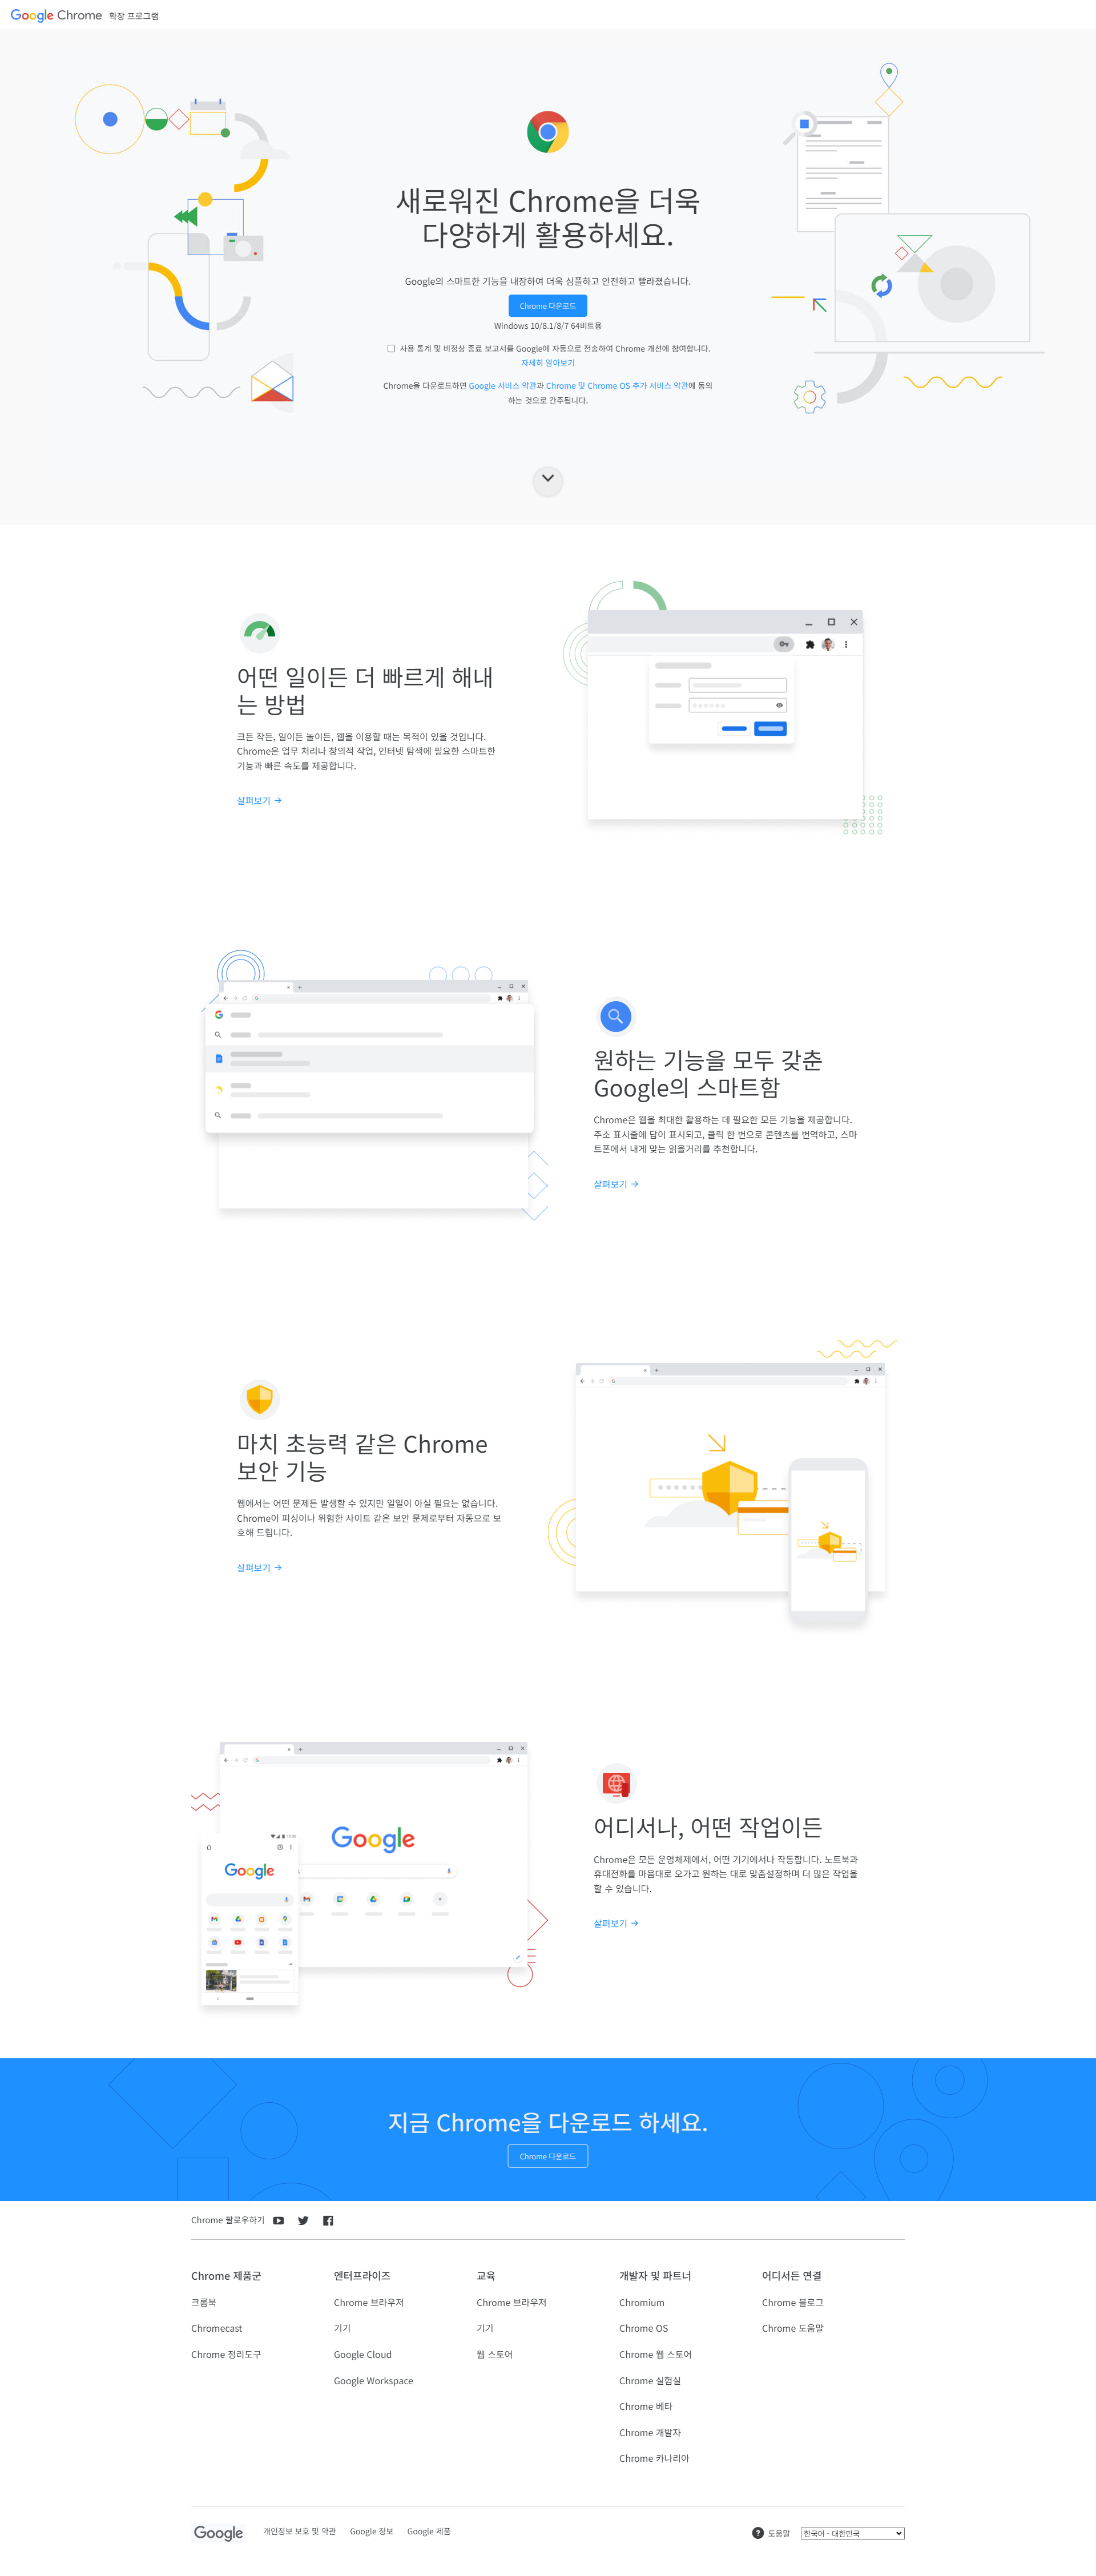 Google Chrome 확장 프로그램
새로워진 Chrome을 더욱
다양하게 활용하세요.
Google의 스마트한 기능을 내장하여 더욱 심플하고 안전하고 빨라졌습니다.
Chrome 다운로드
Windows 10/8.1/8/7 64비트용
사용 통계 및 비정상 종료 보고서를 Google에 자동으로 전송하여 Chrome 개선에 참여합니다.
자세히 알아보기
Chrome을 다운로드하면 Google 서비스 약관과 Chrome 및 Chrome OS 추가 서비스 약관에 동의
하는 것으로 간주됩니다.
어떤 일이든 더 빠르게 해내
는 방법
크든 작든, 일이든 놀이든, 웹을 이용할 때는 목적이 있을 것입니다.
Chrome은 업무 처리나 창의적 작업, 인터넷 탐색에 필요한 스마트한
기능과 빠른 속도를 제공합니다.
살펴보기 →
원하는 기능을 모두 갖춘
Google의 스마트함
Chrome은 웹을 최대한 활용하는 데 필요한 모든 기능을 제공합니다.
주소 표시줄에 답이 표시되고, 클릭 한 번으로 콘텐츠를 번역하고, 스마
트폰에서 내게 맞는 읽을거리를 추천합니다.
살펴보기 →
마치 초능력 같은 Chrome
보안 기능
웹에서는 어떤 문제든 발생할 수 있지만 일일이 아실 필요는 없습니다.
Chrome이 피싱이나 위험한 사이트 같은 보안 문제로부터 자동으로 보
호해 드립니다.
살펴보기 →
Google
Google
어디서나, 어떤 작업이든
Chrome은 모든 운영체제에서, 어떤 기기에서나 작동합니다. 노트북과
휴대전화를 마음대로 오가고 원하는 대로 맞춤설정하며 더 많은 작업을
할 수 있습니다.
살펴보기 →
지금 Chrome을 다운로드 하세요.
Chrome 다운로드
Chrome 팔로우하기
Chrome 제품군
크롬북
Chromecast
Chrome 정리도구
엔터프라이즈
Chrome 브라우저
기기
Google Cloud
Google Workspace
교육
Chrome 브라우저
기기
웹 스토어
개발자 및 파트너
Chromium
Chrome OS
Chrome 웹 스토어
Chrome 실험실
Chrome 베타
Chrome 개발자
Chrome 카나리아
어디서든 연결
Chrome 블로그
Chrome 도움말
Google 개인정보 보호 및 약관 Google 정보 Google 제품
도움말 한국어 - 대한민국